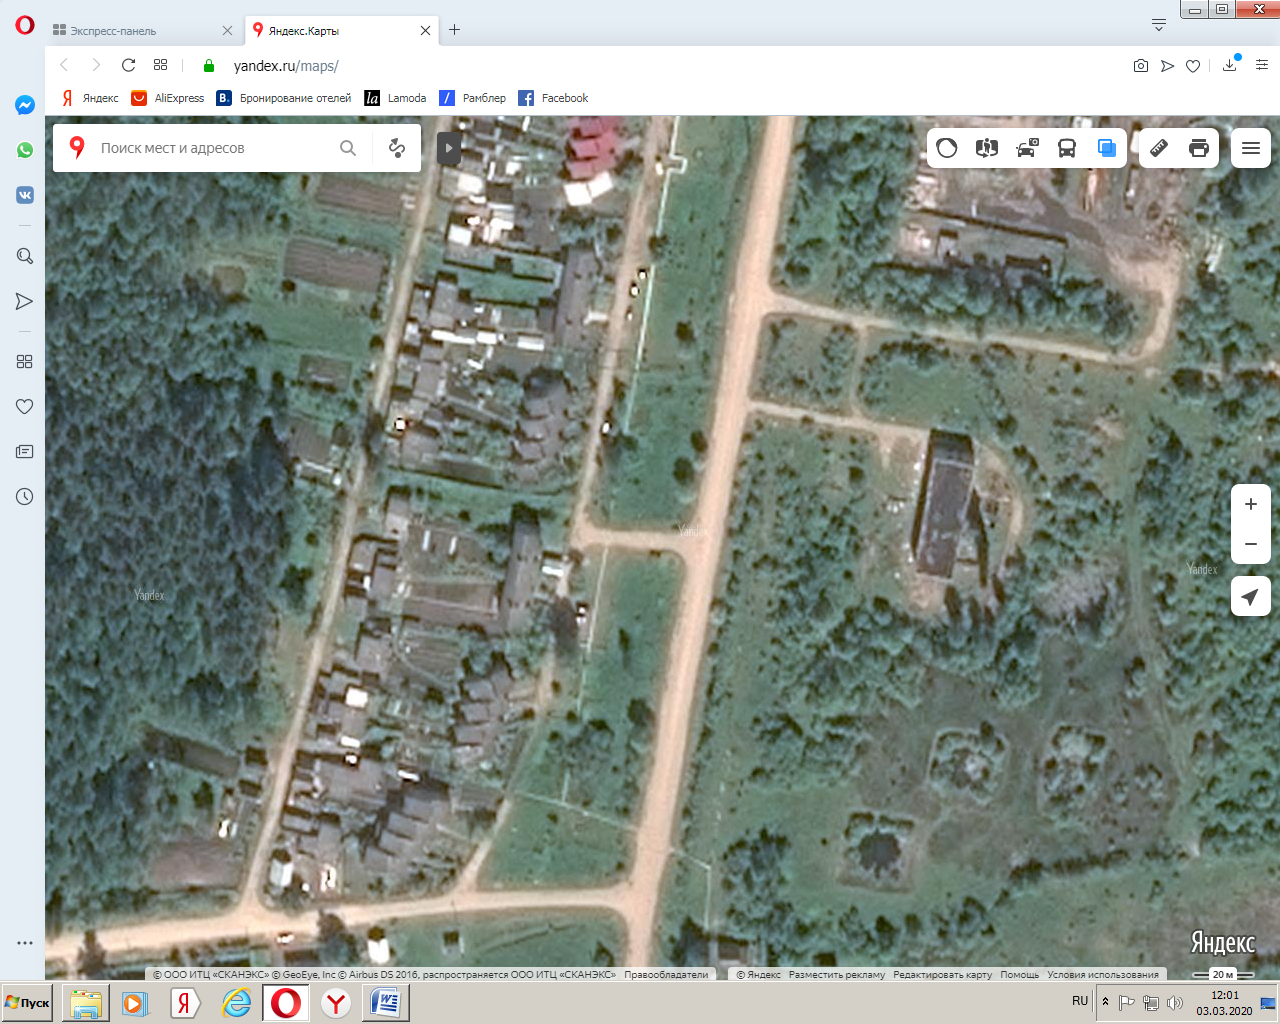 Экспресс-панель
Яндекс.Карты
yandex.ru/maps/
Я Яндекс
AliExpress
B. Бронирование отелей
la Lamoda
Рамблер
Facebook
Поиск мест и адресов
Yandex
Yandex
Yandex
Яндекс
© ООО ИТЦ «СКАНЭКС» © GeoEye, Inc © Airbus DS 2016, распространяется ООО ИТЦ «СКАНЭКС» Правообладатели
© Яндекс Разместить рекламу Редактировать карту Помощь Условия использования
20 м
Пуск
RU
12:01
03.03.2020